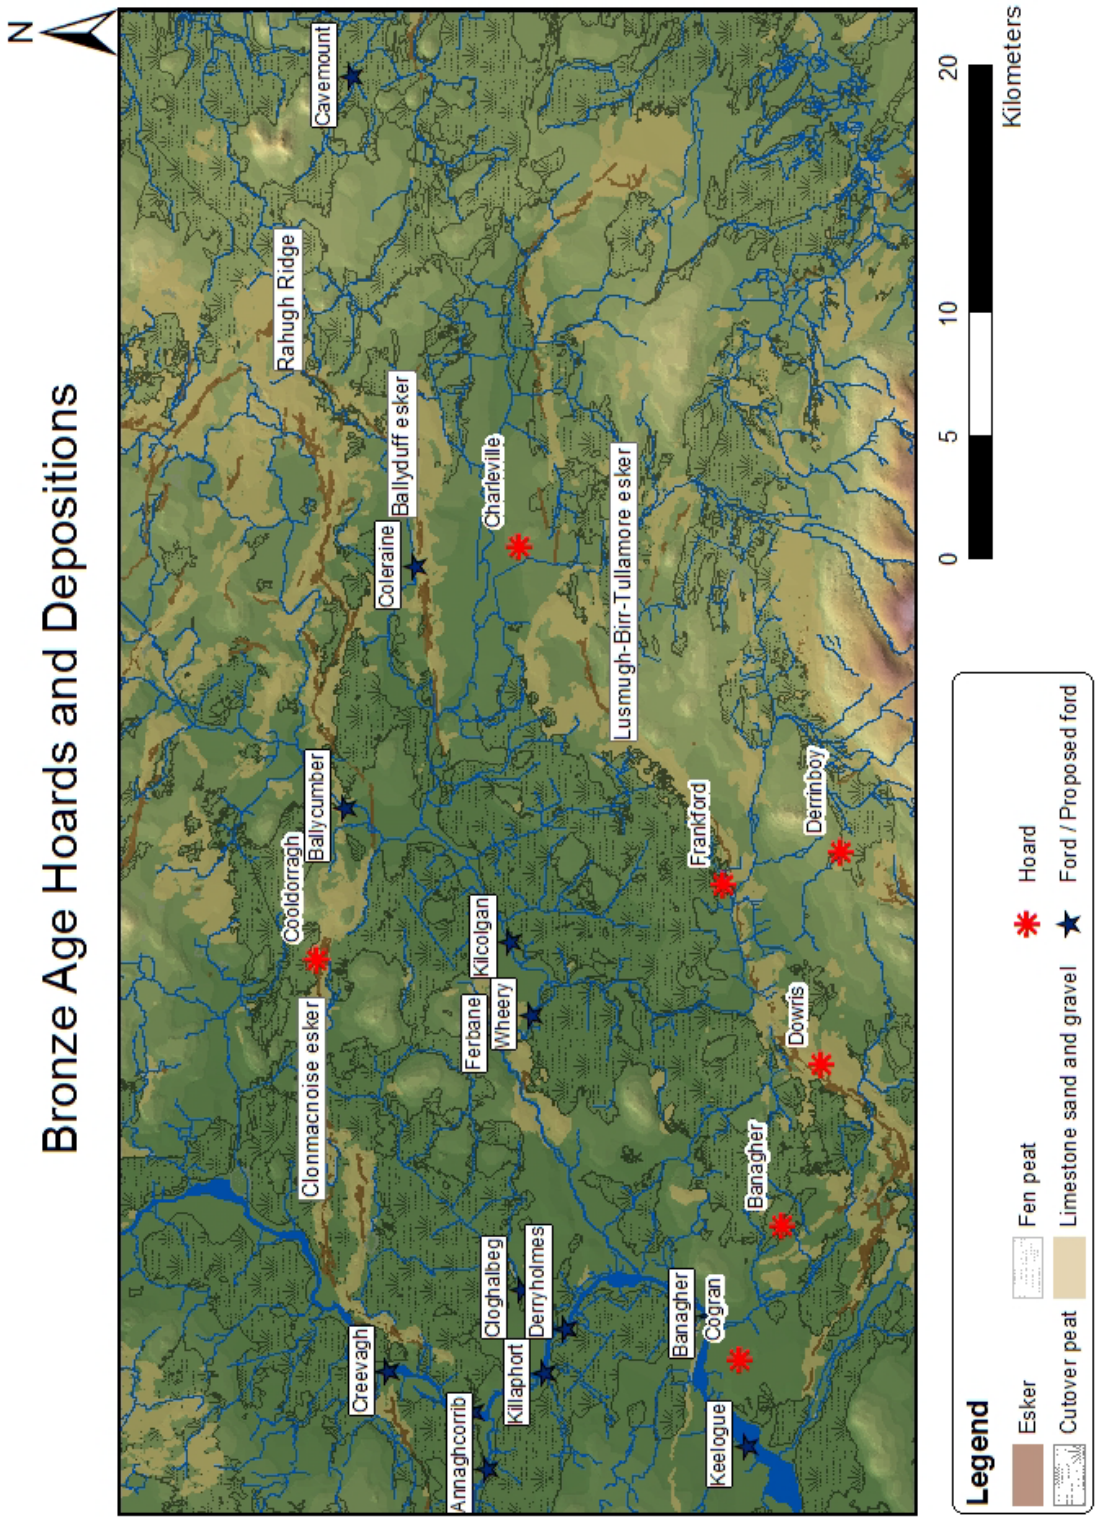 Bronze Age Hoards and Depositions
N
Cavemount
Rahugh Ridge
Ballyduff esker
Coleraine
Charleville
Lusmugh-Birr-Tullamore esker
Ballycumber
Cooldorragh
Clonmacnoise esker
Kilcolgan
Ferbane
Wheery
Frankford
Derrinboy
Dowris
Banagher
Cloghalbeg
Derryholmes
Creevagh
Killaphort
Annaghcorrib
Banagher
Cogran
Keelogue
Legend
Esker
Fen peat
Hoard
Cutover peat
Limestone sand and gravel
Ford / Proposed ford
0 5 10 20
Kilometers